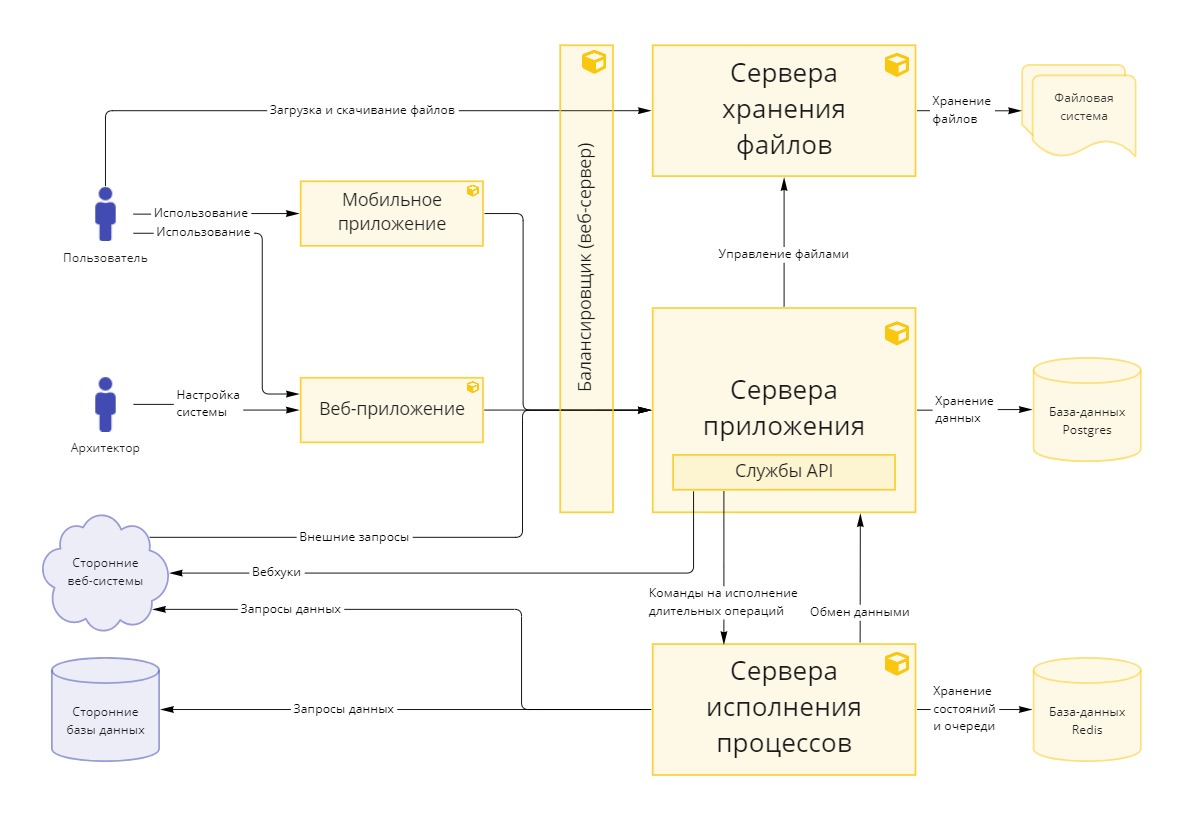 Сервера
хранения
файлов
Хранение
файлов
Файловая
система
Загрузка и скачивание файлов
Балансировщик (веб-сервер)
Мобильное
приложение
Использование
Использование
Пользователь
Управление файлами
Настройка
системы
Архитектор
Веб-приложение
Сервера
приложения
Службы API
Хранение
данных
База-данных
Postgres
Внешние запросы
Сторонние
веб-системы
Вебхуки
Запросы данных
Команды на исполнение
длительных операций
Обмен данными
Сторонние
базы данных
Запросы данных
Сервера
исполнения
процессов
Хранение
состояний
и очереди
База-данных
Redis